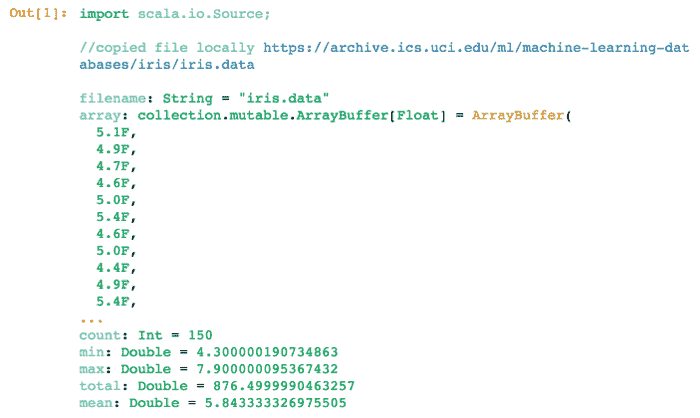 Out[1]: import scala.io.Source;
//copied file locally https://archive.ics.uci.edu/ml/machine-learning-dat
abases/iris/iris.data
filename: String = "iris.data"
array: collection.mutable.ArrayBuffer[Float] = ArrayBuffer(
5.1F,
4.9F,
4.7F,
4.6F,
5.0F,
5.4F,
4.6F,
5.0F,
4.4F,
4.9F,
5.4F,
...
count: Int = 150
min: Double = 4.300000190734863
max: Double = 7.900000095367432
total: Double = 876.4999990463257
mean: Double = 5.843333326975505